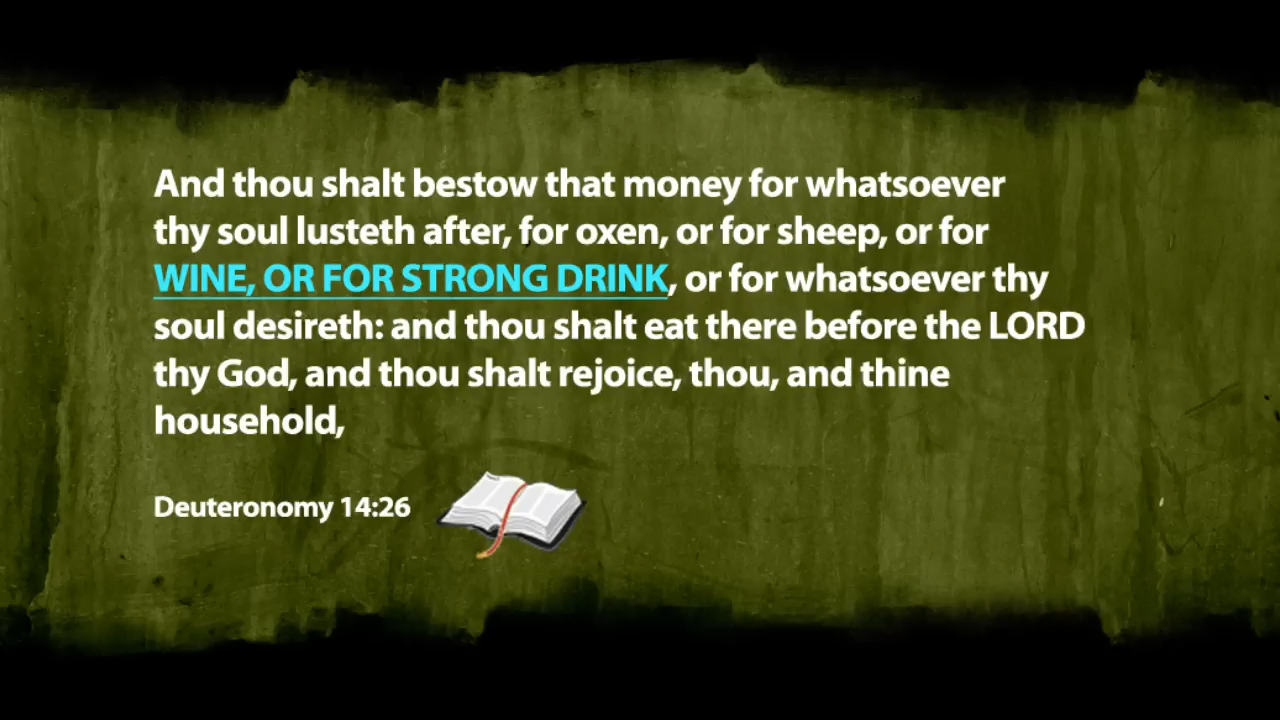 And thou shalt bestow that money for whatsoever
thy soul lusteth after, for oxen, or for sheep, or for
WINE, OR FOR STRONG DRINK, or for whatsoever thy
soul desireth: and thou shalt eat there before the LORD
thy God, and thou shalt rejoice, thou, and thine
household,
Deuteronomy 14:26